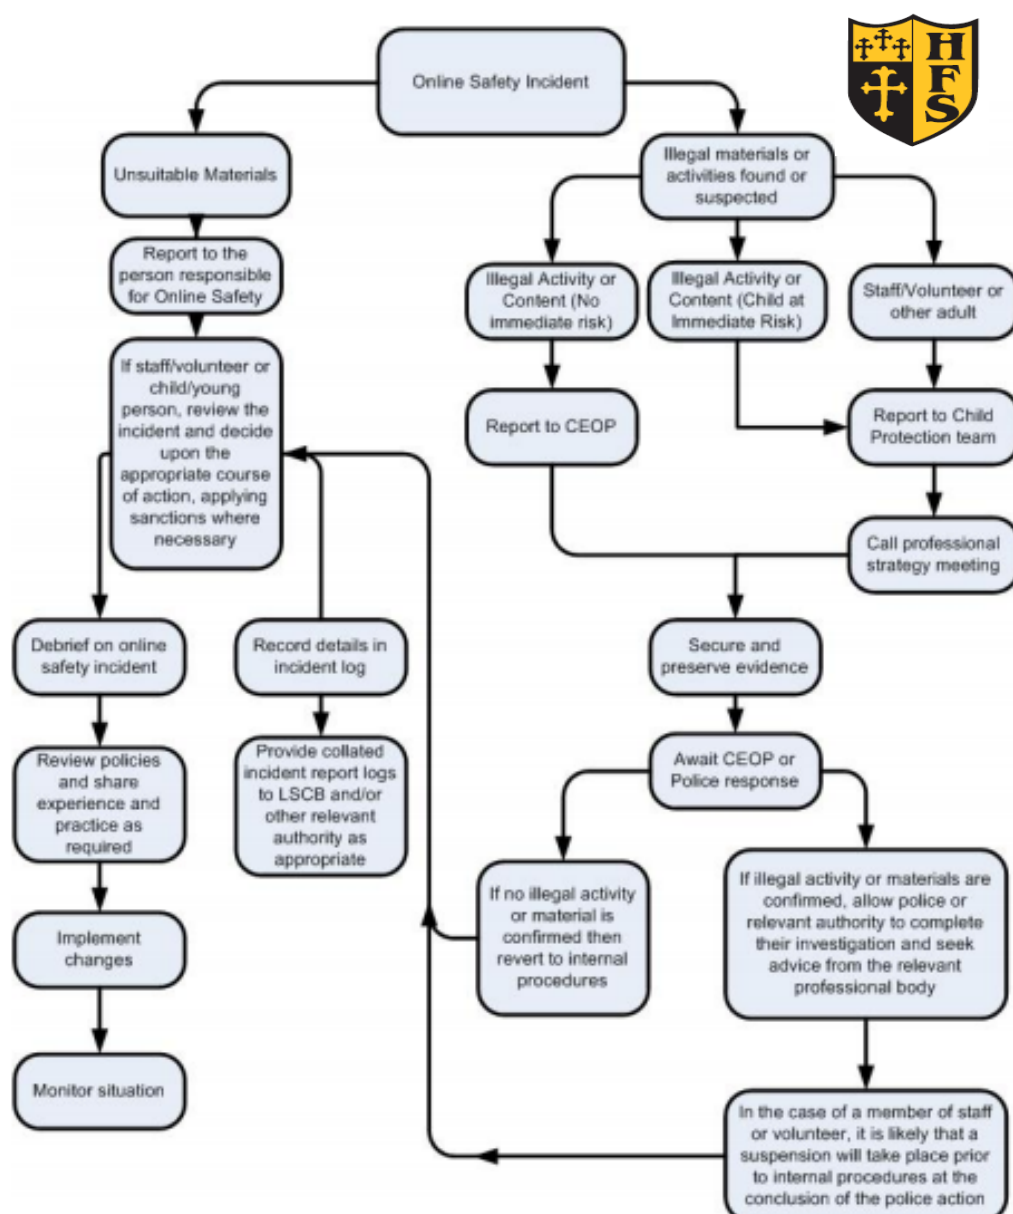 Online Safety Incident
HFS
Unsuitable Materials
Illegal materials or
activities found or
suspected
Report to the
person responsible
for Online Safety
Illegal Activity or
Content (No
immediate risk)
Illegal Activity or
Content (Child at
Immediate Risk)
Staff/Volunteer or
other adult
If staff/volunteer or
child/young
person, review the
incident and decide
upon the
appropriate course
of action, applying
sanctions where
necessary
Report to CEOP
Report to Child
Protection team
Call professional
strategy meeting
Debrief on online
safety incident
Record details in
incident log
Secure and
preserve evidence
Review policies
and share
experience and
practice as
required
Provide collated
incident report logs
to LSCB and/or
other relevant
authority as
appropriate
Await CEOP or
Police response
If no illegal activity
or material is
confirmed then
revert to internal
procedures
If illegal activity or materials are
confirmed, allow police or
relevant authority to complete
their investigation and seek
advice from the relevant
professional body
Implement
changes
Monitor situation
In the case of a member of staff
or volunteer, it is likely that a
suspension will take place prior
to internal procedures at the
conclusion of the police action